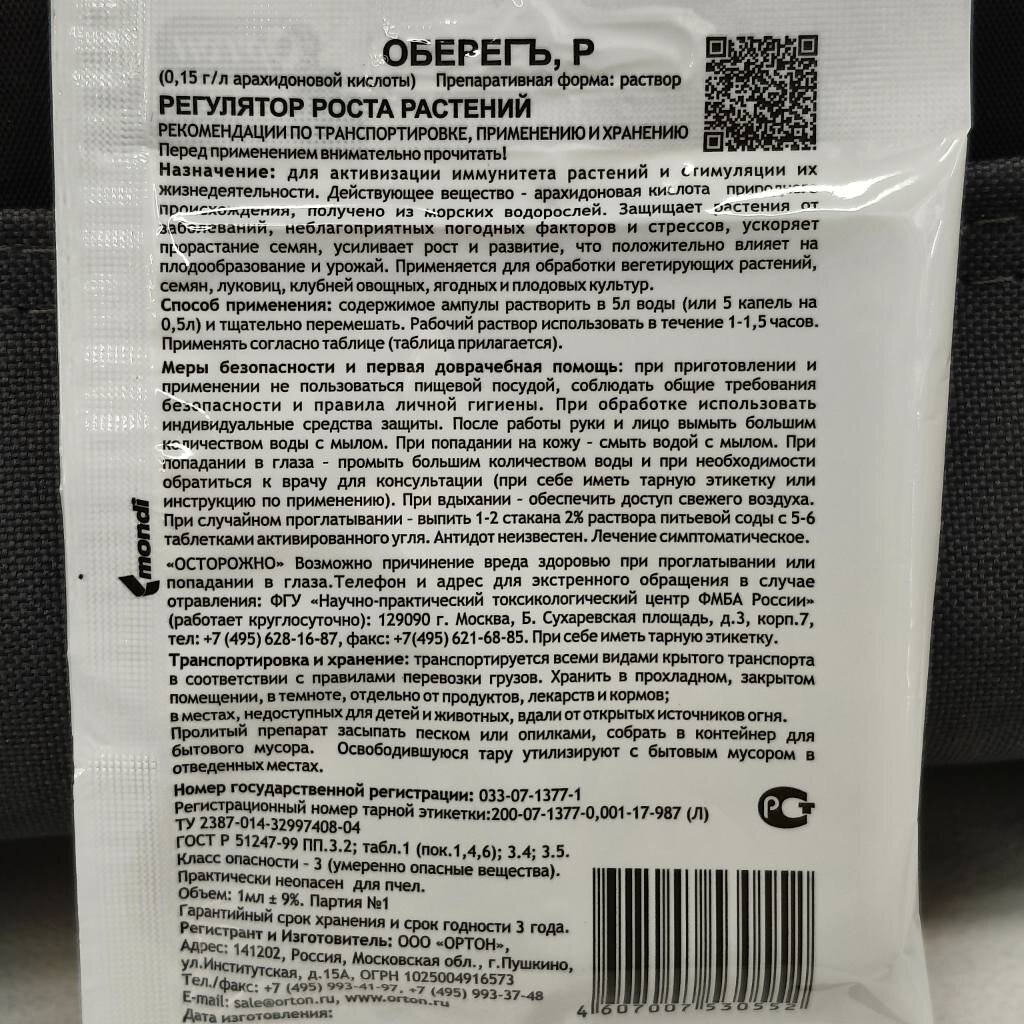 ОБЕРЕГЪ, Р
(0,15 г/л арахидоновой кислоты) Препаративная форма: раствор
РЕГУЛЯТОР РОСТА РАСТЕНИЙ
РЕКОМЕНДАЦИИ ПО ТРАНСПОРТИРОВКЕ, ПРИМЕНЕНИЮ И ХРАНЕНИЮ
Перед применением внимательно прочитать!
Назначение: для активизации иммунитета растений и стимуляции их
жизнедеятельности. Действующее вещество - арахидоновая кислота природного
происхождения, получено из морских водорослей. Защищает растения от
заболеваний, неблагоприятных погодных факторов и стрессов, ускоряет
прорастание семян, усиливает рост и развитие, что положительно влияет на
плодообразование и урожай. Применяется для обработки вегетирующих растений,
семян, луковиц, клубней овощных, ягодных и плодовых культур.
Способ применения: содержимое ампулы растворить в 5л воды (или 5 капель на
0,5л) и тщательно перемешать. Рабочий раствор использовать в течение 1-1,5 часов.
Применять согласно таблице (таблица прилагается).
Меры безопасности и первая доврачебная помощь: при приготовлении и
применении не пользоваться пищевой посудой, соблюдать общие требования
безопасности и правила личной гигиены. При обработке использовать
индивидуальные средства защиты. После работы руки и лицо вымыть большим
количеством воды с мылом. При попадании на кожу - смыть водой с мылом. При
попадании в глаза - промыть большим количеством воды и при необходимости
обратиться к врачу для консультации (при себе иметь тарную этикетку или
инструкцию по применению). При вдыхании - обеспечить доступ свежего воздуха.
При случайном проглатывании - выпить 1-2 стакана 2% раствора питьевой соды с 5-6
таблетками активированного угля. Антидот неизвестен. Лечение симптоматическое.
«ОСТОРОЖНО» Возможно причинение вреда здоровью при проглатывании или
попадании в глаза.Телефон и адрес для экстренного обращения в случае
отравления: ФГУ «Научно-практический токсикологический центр ФМБА России»
(работает круглосуточно): 129090 г. Москва, Б. Сухаревская площадь, д.3, корп.7,
тел: +7 (495) 628-16-87, факс: +7(495) 621-68-85. При себе иметь тарную этикетку.
Транспортировка и хранение: транспортируется всеми видами крытого транспорта
в соответствии с правилами перевозки грузов. Хранить в прохладном, закрытом
помещении, в темноте, отдельно от продуктов, лекарств и кормов;
в местах, недоступных для детей и животных, вдали от открытых источников огня.
Пролитый препарат засыпать песком или опилками, собрать в контейнер для
бытового мусора. Освободившуюся тару утилизируют с бытовым мусором в
отведенных местах.
Номер государственной регистрации: 033-07-1377-1
Регистрационный номер тарной этикетки:200-07-1377-0,001-17-987 (Л)
ТУ 2387-014-32997408-04
ГОСТ Р 51247-99 ПП.3.2; табл.1 (пок.1,4,6); 3.4; 3.5.
Класс опасности - 3 (умеренно опасные вещества).
Практически неопасен для пчел.
Объем: 1мл ± 9%. Партия №1
Гарантийный срок хранения и срок годности 3 года.
Регистрант и Изготовитель: ООО «ОРТОН»,
Адрес: 141202, Россия, Московская обл., г.Пушкино,
ул.Институтская, д.15А, ОГРН 1025004916573
Тел./факс: +7 (495) 993-41-97, +7 (495) 993-37-48
E-mail: sale@orton.ru, www.orton.ru
Дата изготовления:
mondi
РСТ
4 607007 530552